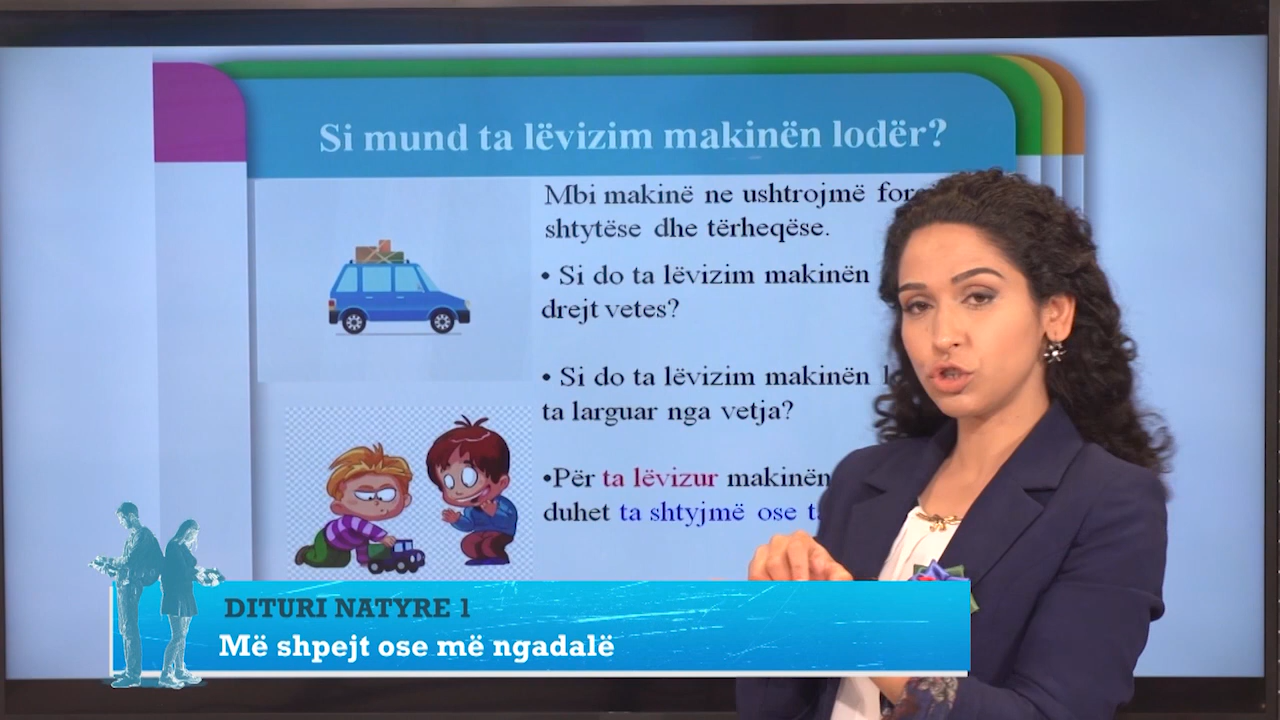 Si mund ta lëvizim makinën lodër?
Mbi makinë ne ushtrojmë
shtytëse dhe tërheqëse.
• Si do ta lëvizim makinën
drejt vetes?
• Si do ta lëvizim makinën
ta larguar nga vetja?
•Për ta lëvizur makinën
duhet ta shtyjmë ose
DITURI NATYRE 1
Më shpejt ose më ngadalë